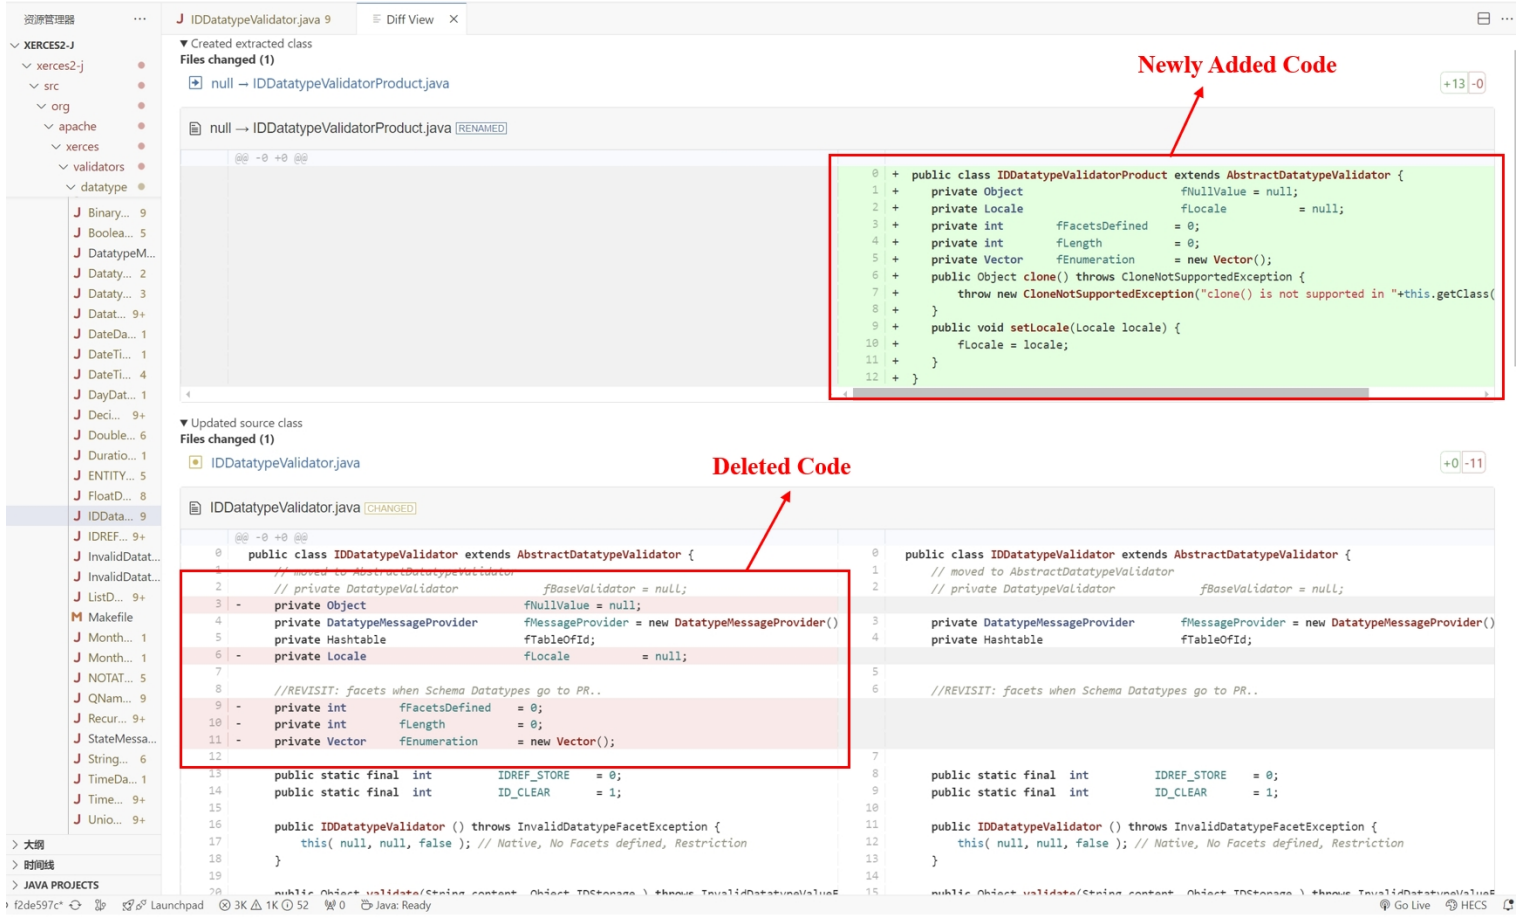 资源管理器 ···
XERCES2-J
xerces2-j
src
org
apache
xerces
validators
datatype
Binary... 9
Boolea... 5
DatatypeM...
Dataty... 2
Dataty... 3
Datat... 9+
DateDa... 1
DateTi... 1
DateTi... 4
DayDat... 1
Deci... 9+
Double... 6
Duratio... 1
ENTITY... 5
FloatD... 8
IDData... 9
IDREF... 9+
InvalidDatat...
InvalidDatat...
ListD... 9+
Makefile
Month... 1
Month... 1
NOTAT... 5
QNam... 9
Recur... 9+
StateMessa...
String... 6
TimeDa... 1
Time... 9+
Unio... 9+
大纲
时间线
JAVA PROJECTS
J IDDatatypeValidator.java 9 Diff View ×
Created extracted class
Files changed (1)
null → IDDatatypeValidatorProduct.java +13 -0
Newly Added Code
null → IDDatatypeValidatorProduct.java RENAMED
@@ -0 +0 @@
0 + public class IDDatatypeValidatorProduct extends AbstractDatatypeValidator {
1 + private Object fNullValue = null;
2 + private Locale fLocale = null;
3 + private int fFacetsDefined = 0;
4 + private int fLength = 0;
5 + private Vector fEnumeration = new Vector();
6 + public Object clone() throws CloneNotSupportedException {
7 + throw new CloneNotSupportedException("clone() is not supported in "+this.getClass(
8 + }
9 + public void setLocale(Locale locale) {
10 + fLocale = locale;
11 + }
12 + }
Updated source class
Files changed (1)
IDDatatypeValidator.java +0 -11
Deleted Code
IDDatatypeValidator.java CHANGED
@@ -0 +0 @@
0 public class IDDatatypeValidator extends AbstractDatatypeValidator {
1 // moved to AbstractDatatypeValidator
2 // private DatatypeValidator fBaseValidator = null;
3 - private Object fNullValue = null;
4 private DatatypeMessageProvider fMessageProvider = new DatatypeMessageProvider()
5 private Hashtable fTableOfId;
6 - private Locale fLocale = null;
7
8 //REVISIT: facets when Schema Datatypes go to PR..
9 - private int fFacetsDefined = 0;
10 - private int fLength = 0;
11 - private Vector fEnumeration = new Vector();
12
13 public static final int IDREF_STORE = 0;
14 public static final int ID_CLEAR = 1;
15
16 public IDDatatypeValidator () throws InvalidDatatypeFacetException {
17 this( null, null, false ); // Native, No Facets defined, Restriction
18 }
19
20 public Object validate(String content, Object IDStorage ) throws InvalidDatatypeValueE
0 public class IDDatatypeValidator extends AbstractDatatypeValidator {
1 // moved to AbstractDatatypeValidator
2 // private DatatypeValidator fBaseValidator = null;
3 private DatatypeMessageProvider fMessageProvider = new DatatypeMessageProvider()
4 private Hashtable fTableOfId;
5
6 //REVISIT: facets when Schema Datatypes go to PR..
7
8 public static final int IDREF_STORE = 0;
9 public static final int ID_CLEAR = 1;
10
11 public IDDatatypeValidator () throws InvalidDatatypeFacetException {
12 this( null, null, false ); // Native, No Facets defined, Restriction
13 }
14
15 public Object validate(String content, Object IDStorage ) throws InvalidDatatypeValueE
f2de597c* Launchpad 3K 1K 52 0 Java: Ready Go Live HECS